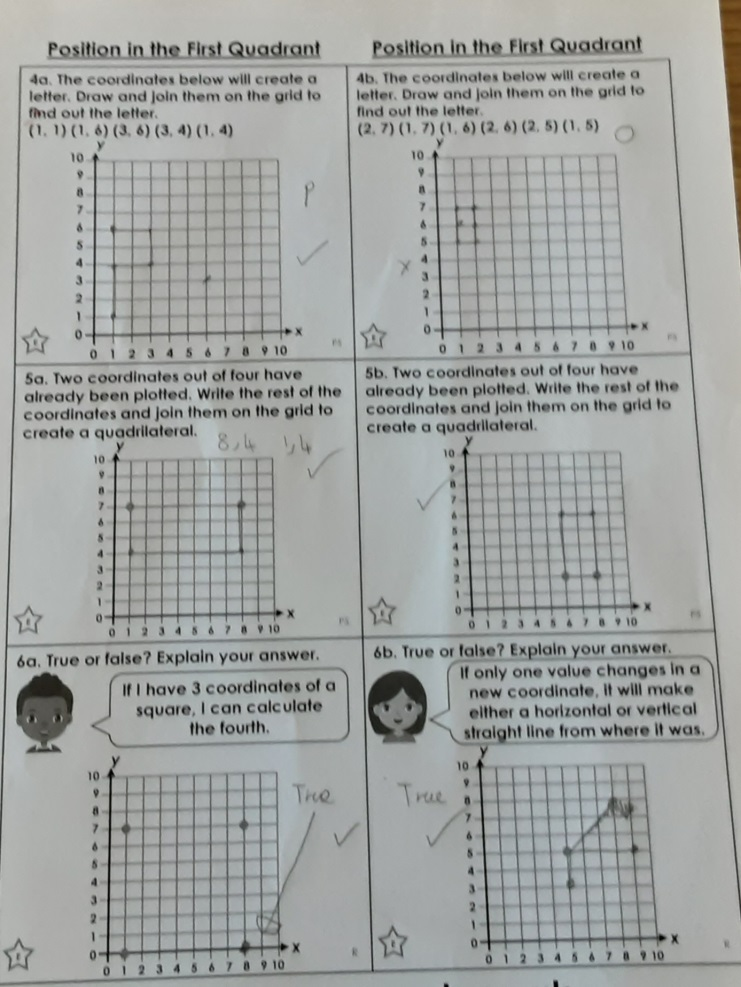 Position in the First Quadrant
Position in the First Quadrant
4a. The coordinates below will create a
letter. Draw and join them on the grid to
find out the letter.
(1, 1) (1, 6) (3, 6) (3, 4) (1, 4)
y
10
9
8
7
6
5
4
3
2
1
0
0 1 2 3 4 5 6 7 8 9 10
x
P
4b. The coordinates below will create a
letter. Draw and join them on the grid to
find out the letter.
(2, 7) (1, 7) (1, 6) (2, 6) (2, 5) (1, 5)
y
10
9
8
7
6
5
4
3
2
1
0
0 1 2 3 4 5 6 7 8 9 10
x
5a. Two coordinates out of four have
already been plotted. Write the rest of the
coordinates and join them on the grid to
create a quadrilateral.
8,4 1,4
y
10
9
8
7
6
5
4
3
2
1
0
0 1 2 3 4 5 6 7 8 9 10
x
5b. Two coordinates out of four have
already been plotted. Write the rest of the
coordinates and join them on the grid to
create a quadrilateral.
y
10
9
8
7
6
5
4
3
2
1
0
0 1 2 3 4 5 6 7 8 9 10
x
6a. True or false? Explain your answer.
If I have 3 coordinates of a
square, I can calculate
the fourth.
y
10
9
8
7
6
5
4
3
2
1
0
0 1 2 3 4 5 6 7 8 9 10
x
True
6b. True or false? Explain your answer.
If only one value changes in a
new coordinate, it will make
either a horizontal or vertical
straight line from where it was.
True
y
10
9
8
7
6
5
4
3
2
1
0
0 1 2 3 4 5 6 7 8 9 10
x